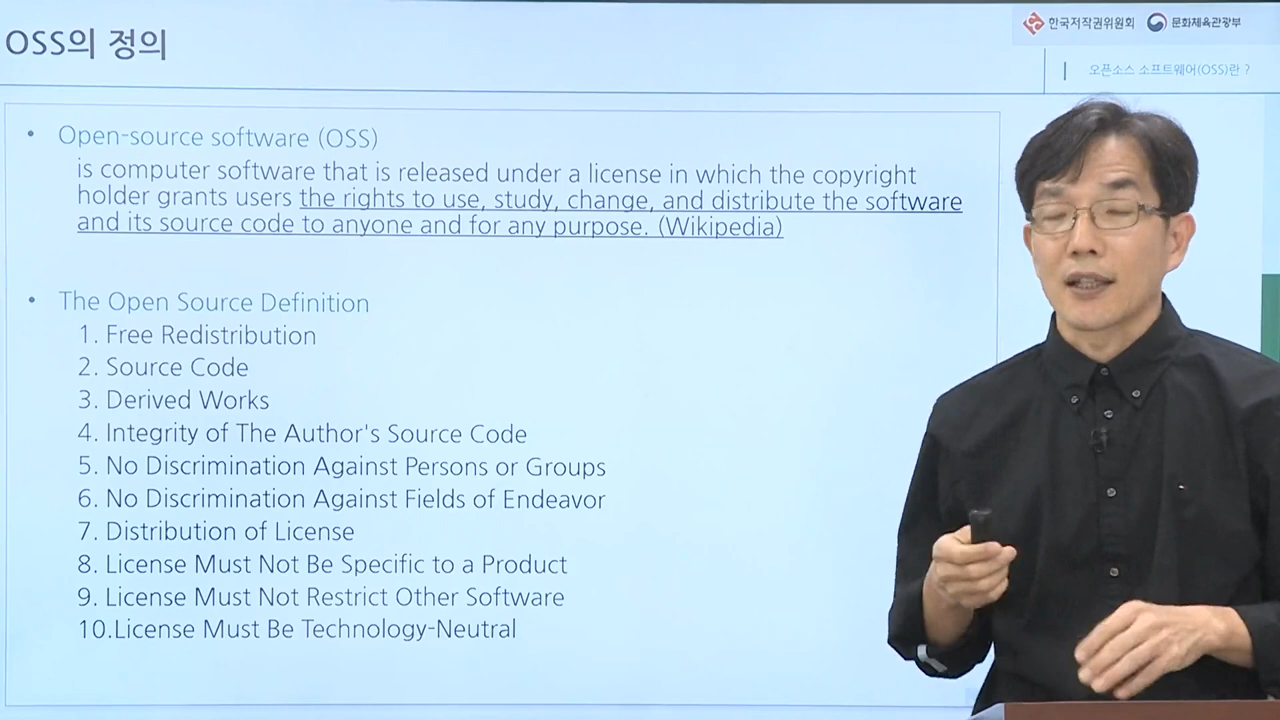 OSS의 정의
한국저작권위원회 문화체육관광부
오픈소스 소프트웨어(OSS)란 ?
• Open-source software (OSS)
is computer software that is released under a license in which the copyright
holder grants users the rights to use, study, change, and distribute the software
and its source code to anyone and for any purpose. (Wikipedia)
• The Open Source Definition
1. Free Redistribution
2. Source Code
3. Derived Works
4. Integrity of The Author's Source Code
5. No Discrimination Against Persons or Groups
6. No Discrimination Against Fields of Endeavor
7. Distribution of License
8. License Must Not Be Specific to a Product
9. License Must Not Restrict Other Software
10.License Must Be Technology-Neutral